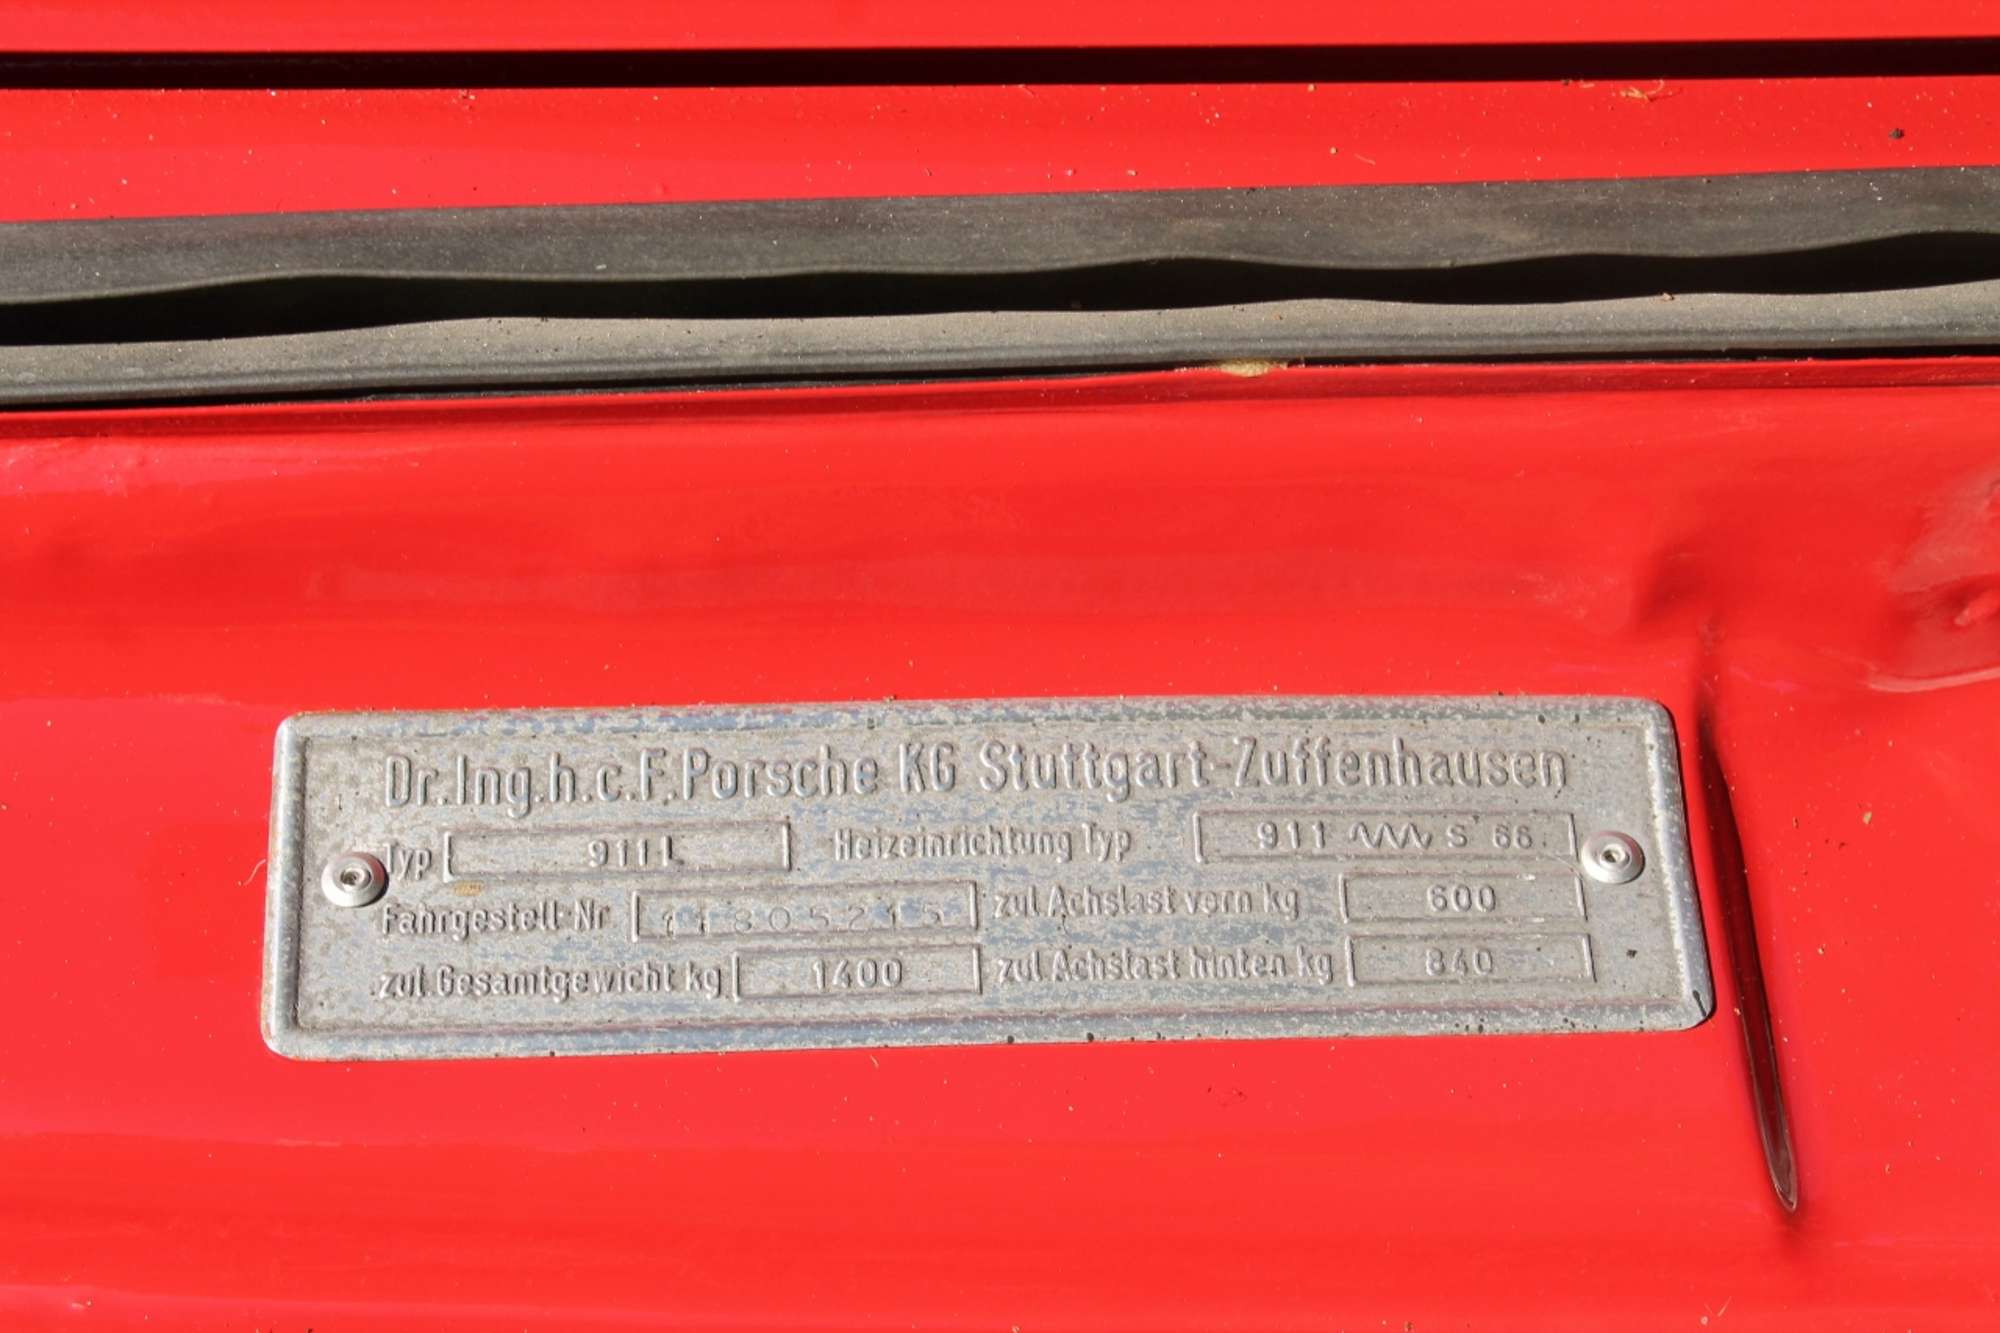 Dr.Ing.h.c.F.Porsche KG Stuttgart-Zuffenhausen
Typ 911L Heizeinrichtung Typ 911 S 66
Fahrgestell-Nr 11805215 zul Achslast vorn kg 600
zul Gesamtgewicht kg 1400 zul Achslast hinten kg 840